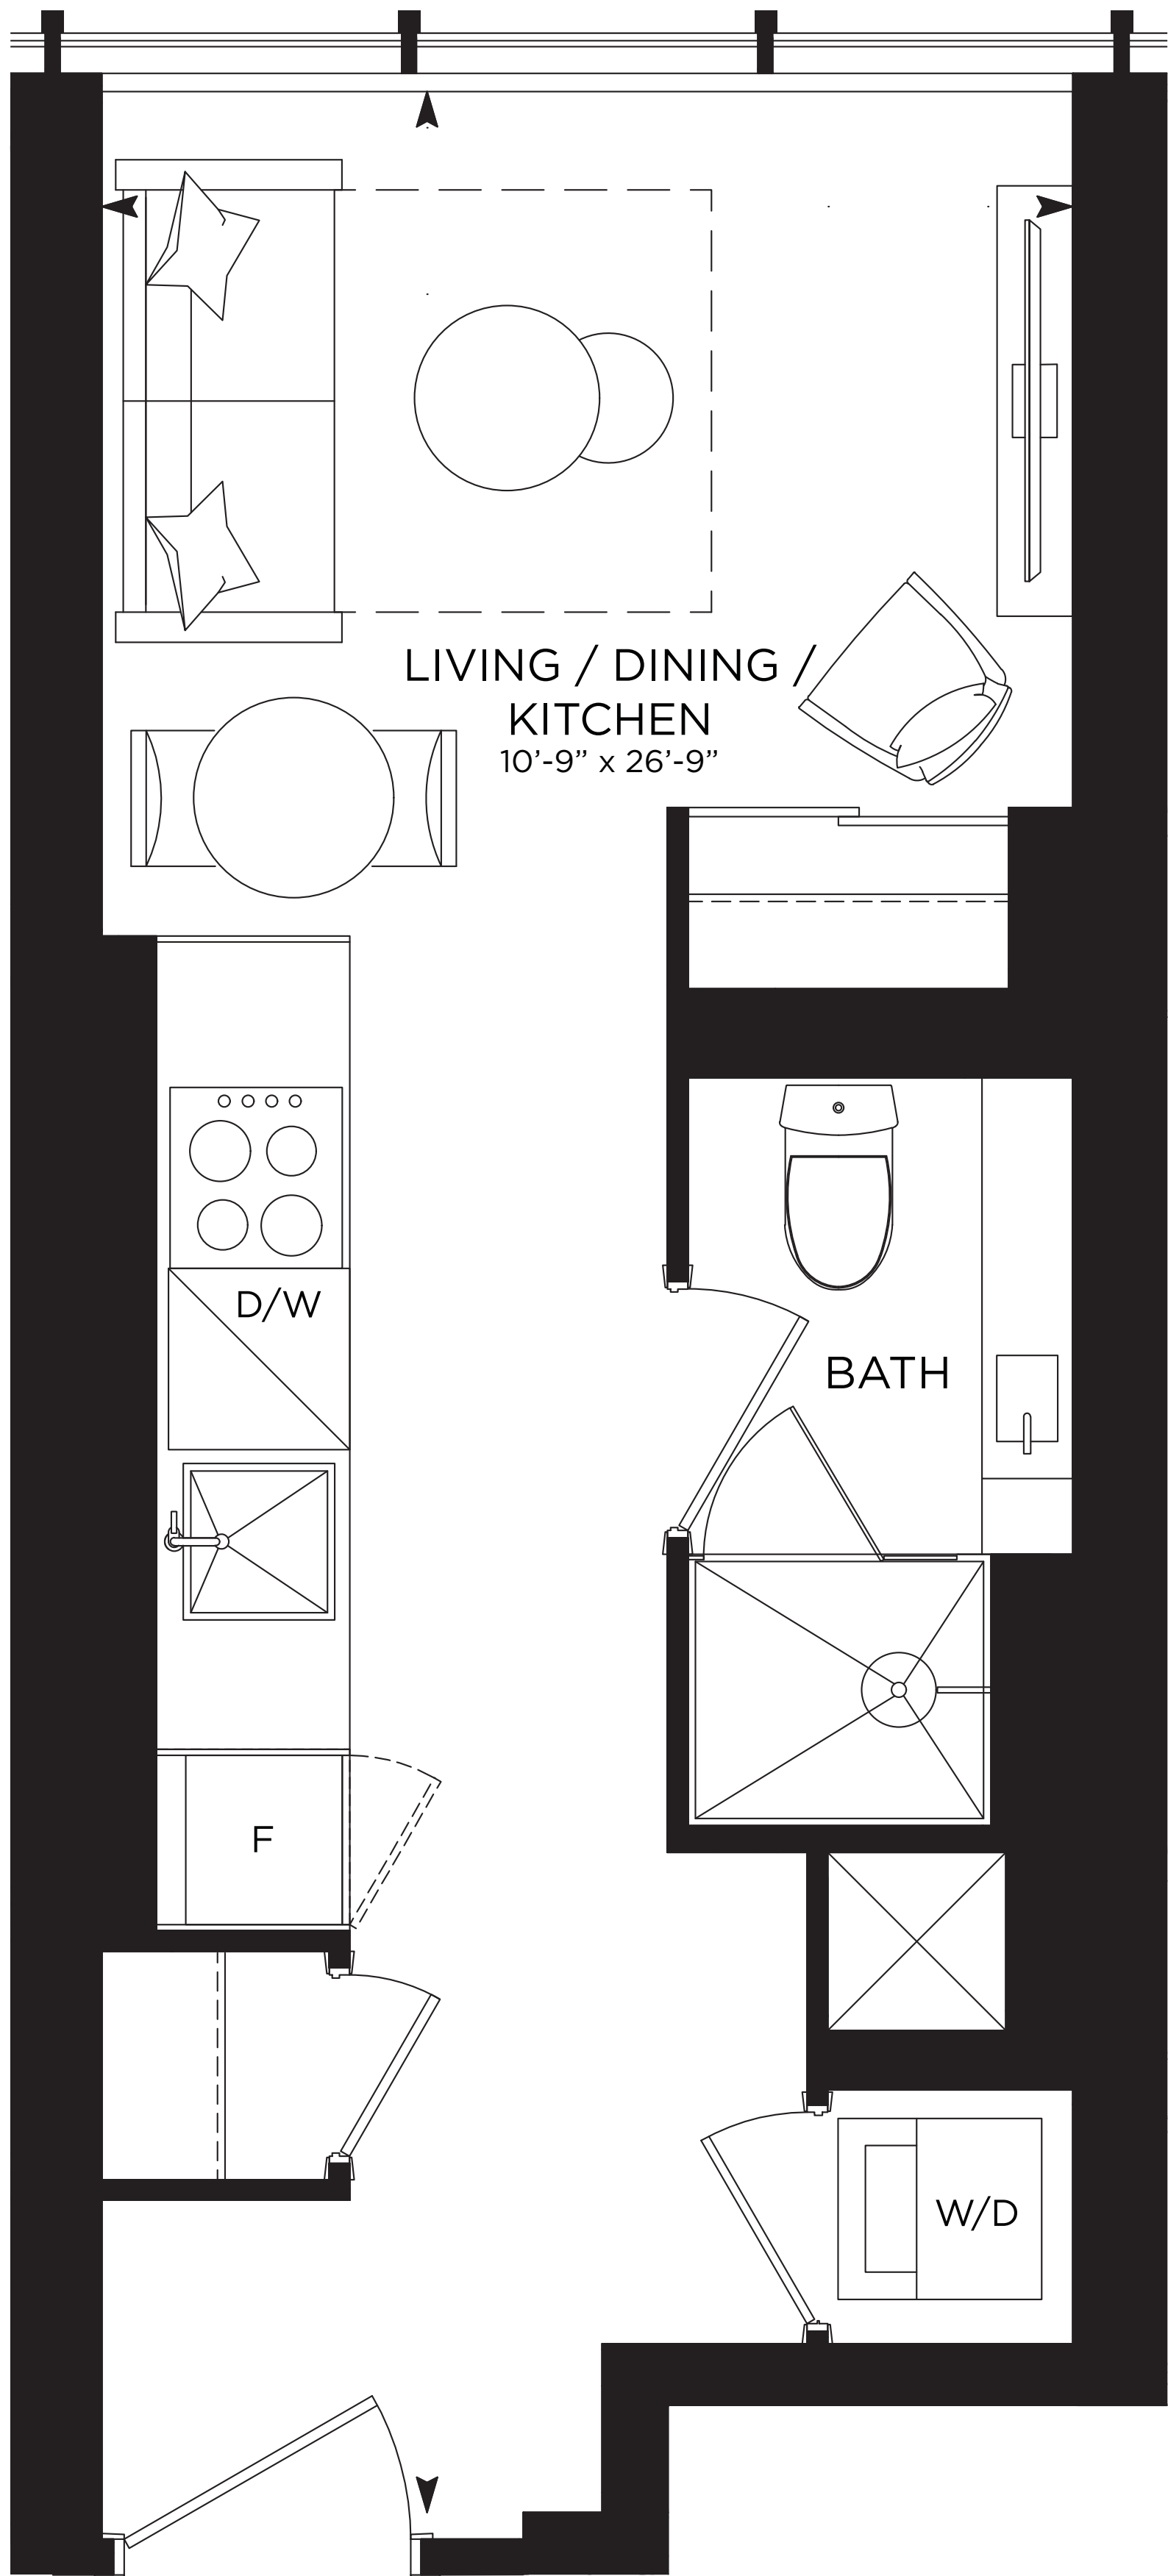 LIVING / DINING /
KITCHEN
10’-9” x 26’-9”
D/W
BATH
F
W/D